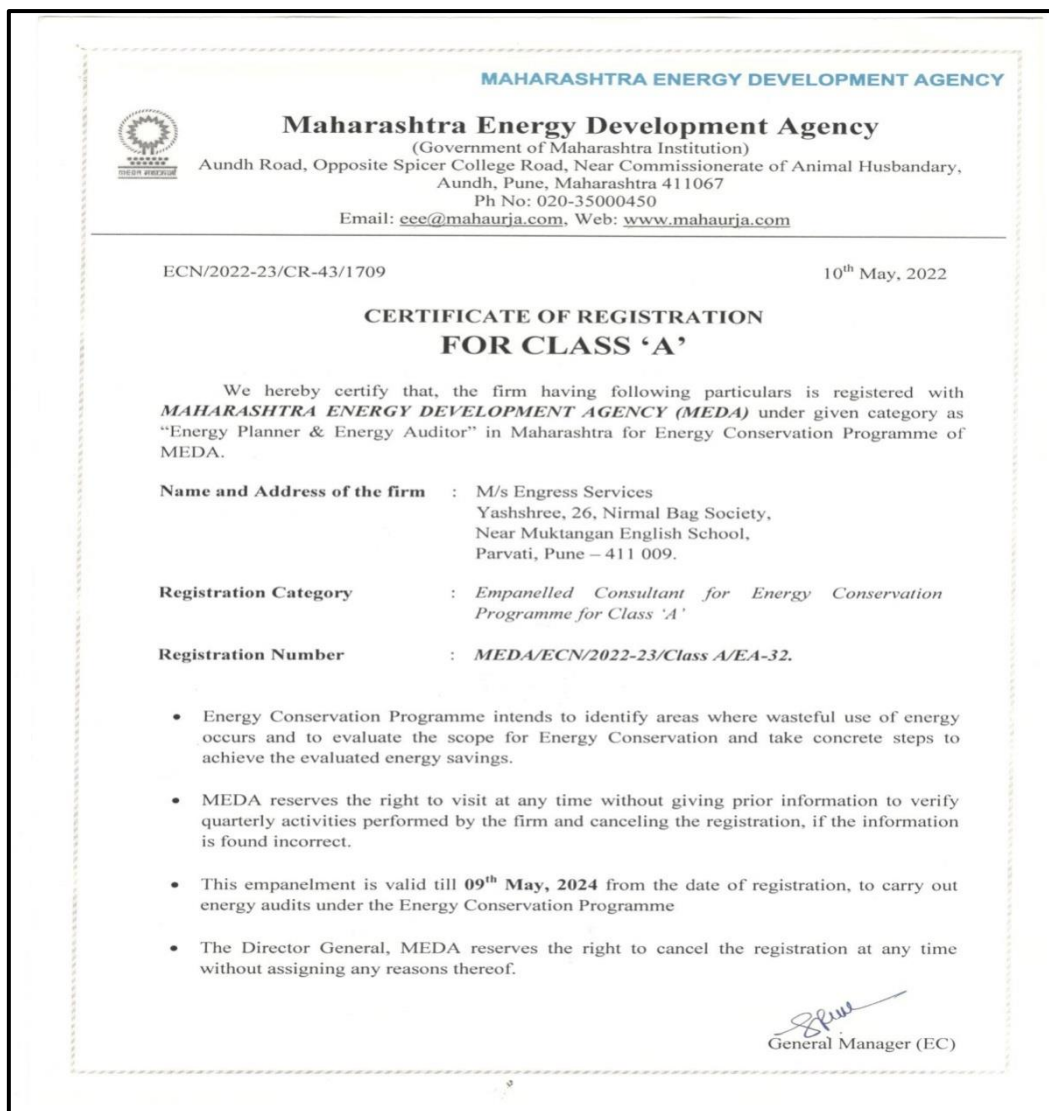 MAHARASHTRA ENERGY DEVELOPMENT AGENCY
Maharashtra Energy Development Agency
(Government of Maharashtra Institution)
Aundh Road, Opposite Spicer College Road, Near Commissionerate of Animal Husbandary,
Aundh, Pune, Maharashtra 411067
Ph No: 020-35000450
Email: eee@mahaurja.com, Web: www.mahaurja.com
ECN/2022-23/CR-43/1709 10th May, 2022
CERTIFICATE OF REGISTRATION
FOR CLASS ‘A’
We hereby certify that, the firm having following particulars is registered with
MAHARASHTRA ENERGY DEVELOPMENT AGENCY (MEDA) under given category as
“Energy Planner & Energy Auditor” in Maharashtra for Energy Conservation Programme of
MEDA.
Name and Address of the firm : M/s Engress Services
Yashshree, 26, Nirmal Bag Society,
Near Muktangan English School,
Parvati, Pune – 411 009.
Registration Category : Empanelled Consultant for Energy Conservation
Programme for Class ‘A’
Registration Number : MEDA/ECN/2022-23/Class A/EA-32.
• Energy Conservation Programme intends to identify areas where wasteful use of energy
occurs and to evaluate the scope for Energy Conservation and take concrete steps to
achieve the evaluated energy savings.
• MEDA reserves the right to visit at any time without giving prior information to verify
quarterly activities performed by the firm and canceling the registration, if the information
is found incorrect.
• This empanelment is valid till 09th May, 2024 from the date of registration, to carry out
energy audits under the Energy Conservation Programme
• The Director General, MEDA reserves the right to cancel the registration at any time
without assigning any reasons thereof.
General Manager (EC)